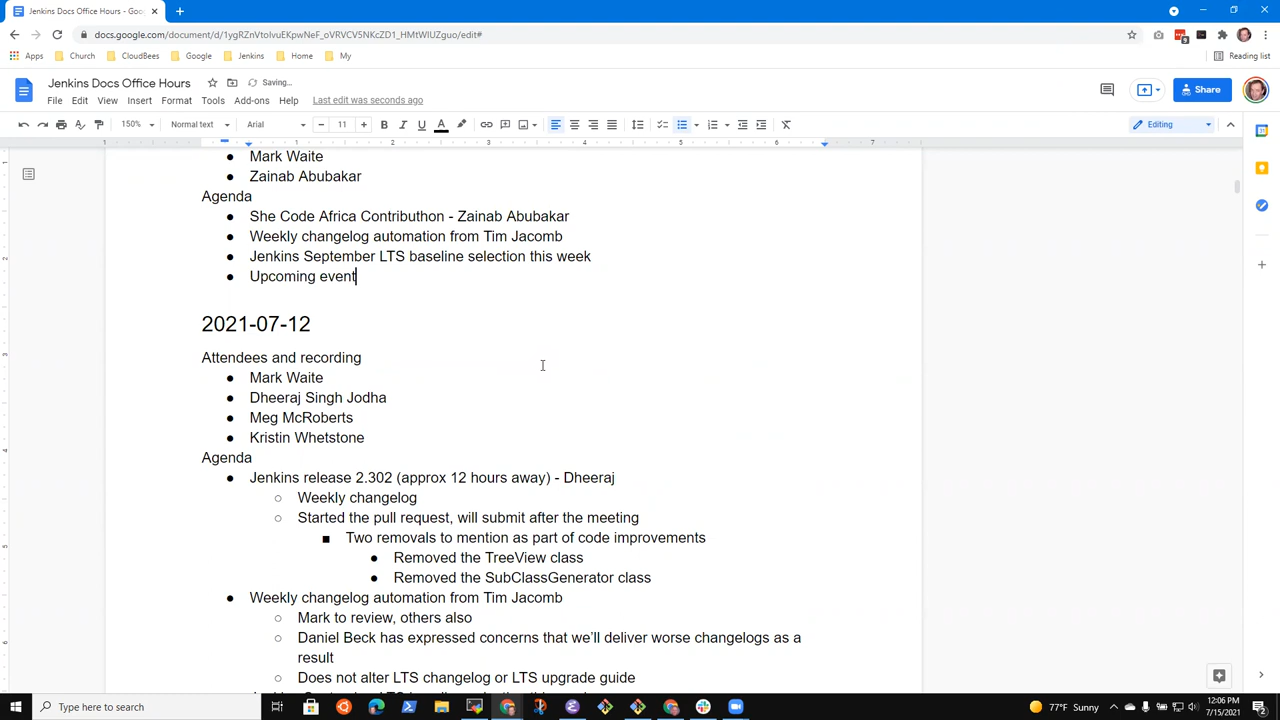 Jenkins Docs Office Hours - Goo
docs.google.com/document/d/1ygRZnVtoIvuEKpwNeF_oVRVCV5NKcZD1_HMtWIUZguo/edit#
Apps Church CloudBees Google Jenkins Home My Reading list
Jenkins Docs Office Hours Saving...
File Edit View Insert Format Tools Add-ons Help Last edit was seconds ago
Share
150% Normal text Arial 11 Editing
Mark Waite
Zainab Abubakar
Agenda
She Code Africa Contributhon - Zainab Abubakar
Weekly changelog automation from Tim Jacomb
Jenkins September LTS baseline selection this week
Upcoming event
2021-07-12
Attendees and recording
Mark Waite
Dheeraj Singh Jodha
Meg McRoberts
Kristin Whetstone
Agenda
Jenkins release 2.302 (approx 12 hours away) - Dheeraj
Weekly changelog
Started the pull request, will submit after the meeting
Two removals to mention as part of code improvements
Removed the TreeView class
Removed the SubClassGenerator class
Weekly changelog automation from Tim Jacomb
Mark to review, others also
Daniel Beck has expressed concerns that we'll deliver worse changelogs as a
result
Does not alter LTS changelog or LTS upgrade guide
Type here to search
77°F Sunny
12:06 PM
7/15/2021